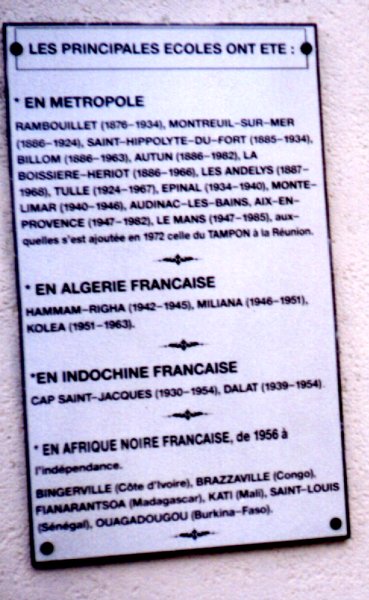 LES PRINCIPALES ECOLES ONT ETE :
* EN METROPOLE
RAMBOUILLET (1876-1934), MONTREUIL-SUR-MER
(1886-1924), SAINT-HIPPOLYTE-DU-FORT (1885-1934),
BILLOM (1886-1963), AUTUN (1886-1982), LA
BOISSIERE-HERIOT (1886-1966), LES ANDELYS (1887-
1968), TULLE (1924-1967), EPINAL (1934-1940), MONTE-
LIMAR (1940-1946), AUDINAC-LES-BAINS, AIX-EN-
PROVENCE (1947-1982), LE MANS (1947-1985), aux-
quelles s'est ajoutée en 1972 celle du TAMPON à la Réunion.
* EN ALGERIE FRANCAISE
HAMMAM-RIGHA (1942-1945), MILIANA (1946-1951),
KOLEA (1951-1963).
*EN INDOCHINE FRANCAISE
CAP SAINT-JACQUES (1930-1954), DALAT (1939-1954).
* EN AFRIQUE NOIRE FRANCAISE, de 1956 à
l'indépendance.
BINGERVILLE (Côte d'Ivoire), BRAZZAVILLE (Congo),
FIANARANTSOA (Madagascar), KATI (Mali), SAINT-LOUIS
(Sénégal), OUAGADOUGOU (Burkina-Faso).